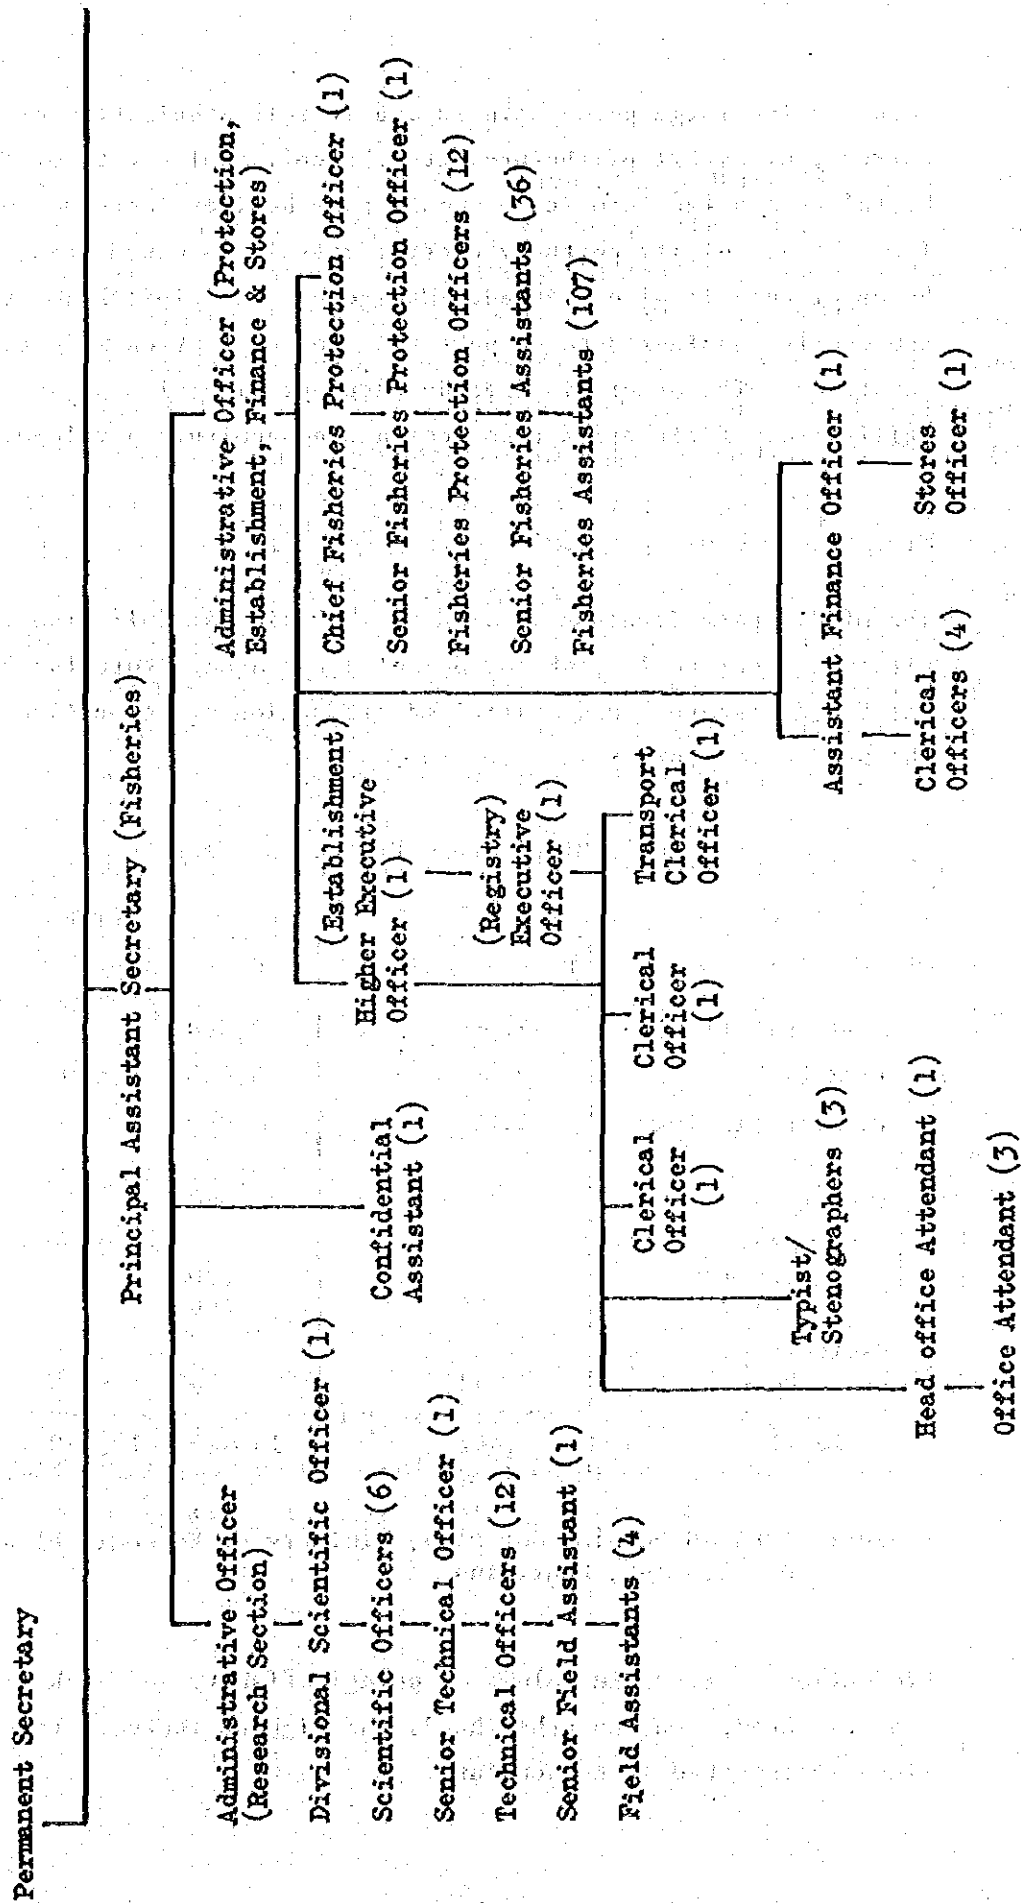 Permanent Secretary
Principal Assistant Secretary (Fisheries)
Administrative Officer
(Research Section)
Divisional Scientific Officer (1)
Scientific Officers (6)
Senior Technical Officer (1)
Technical Officers (12)
Senior Field Assistant (1)
Field Assistants (4)
Confidential
Assistant (1)
Administrative Officer (Protection,
Establishment, Finance & Stores)
(Establishment)
Higher Executive
Officer (1)
(Registry)
Executive
Officer (1)
Head office Attendant (1)
Office Attendant (3)
Typist/
Stenographers (3)
Clerical
Officer
(1)
Clerical
Officer
(1)
Transport
Clerical
Officer (1)
Chief Fisheries Protection Officer (1)
Senior Fisheries Protection Officer (1)
Fisheries Protection Officers (12)
Senior Fisheries Assistants (36)
Fisheries Assistants (107)
Assistant Finance Officer (1)
Clerical
Officers (4)
Stores
Officer (1)